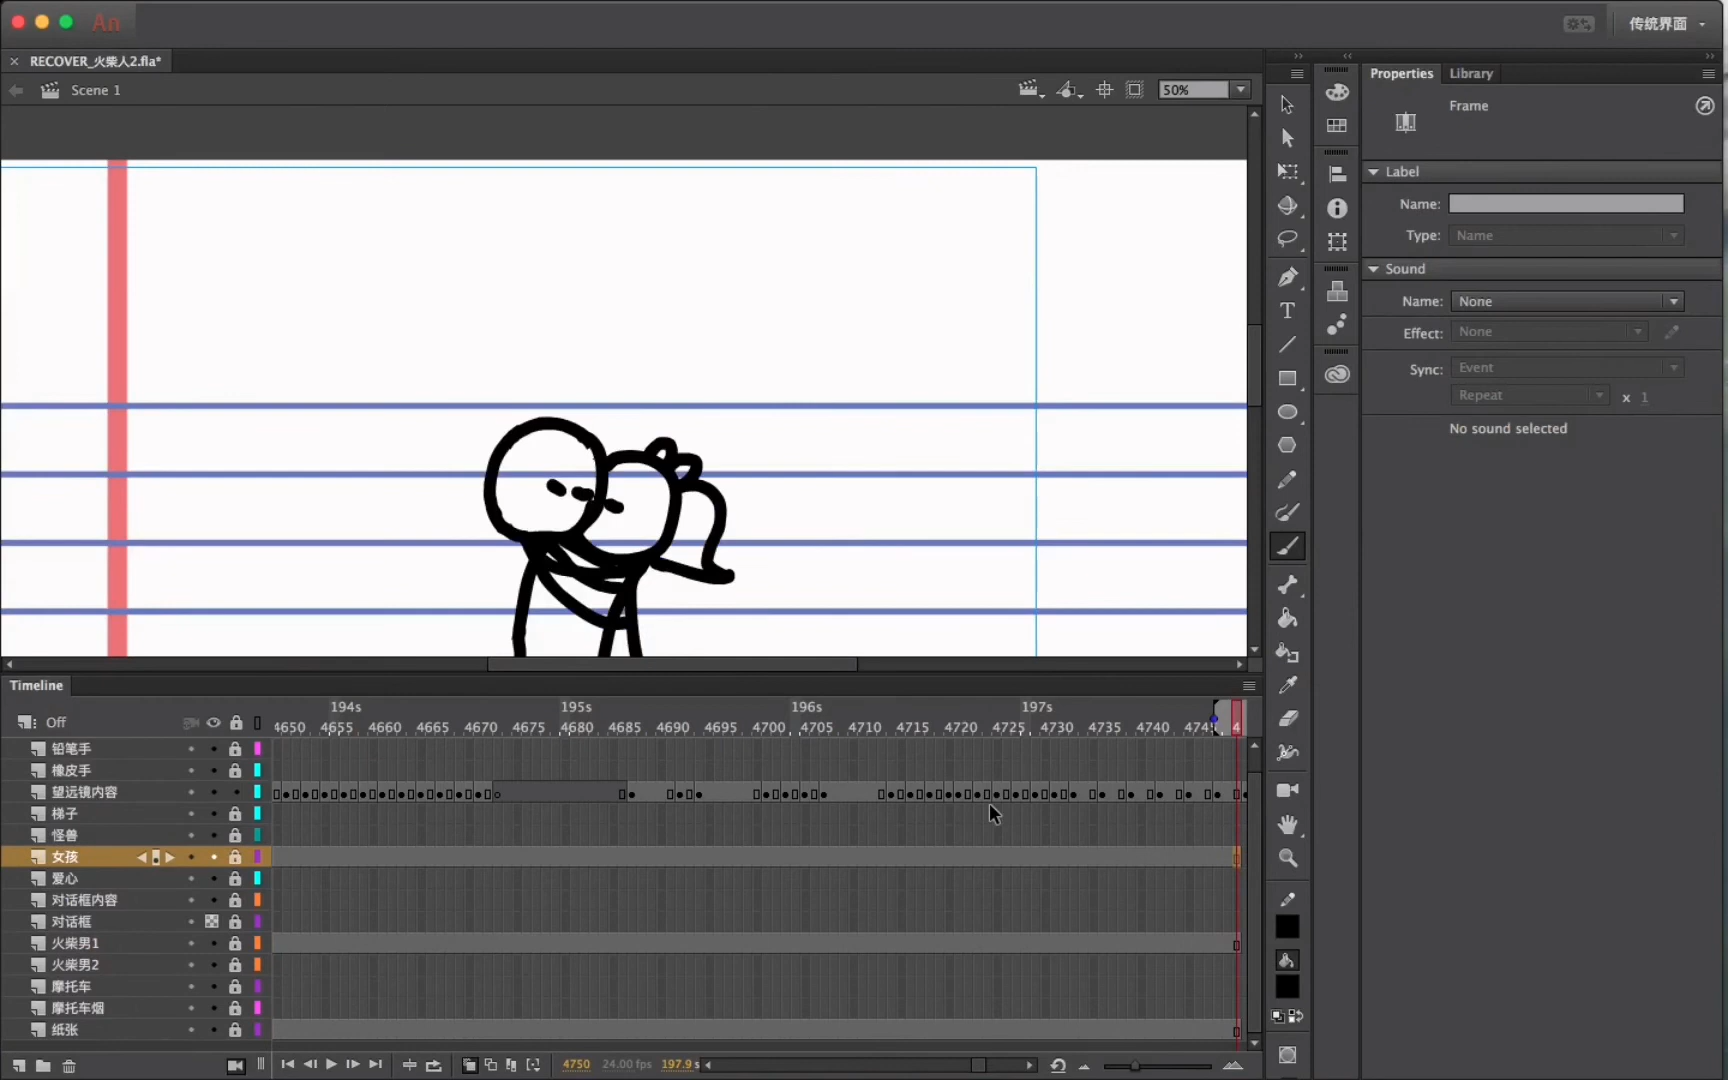 An
传统界面
RECOVER_火柴人2.fla*
Properties Library
Scene 1
50%
Frame
Label
Name:
Type: Name
Sound
Name: None
Effect: None
Sync: Event
Repeat x 1
No sound selected
Timeline
194s 195s 196s 197s
Off
4650 4655 4660 4665 4670 4675 4680 4685 4690 4695 4700 4705 4710 4715 4720 4725 4730 4735 4740 474 4
铅笔手
橡皮手
望远镜内容
梯子
怪兽
女孩
爱心
对话框内容
对话框
火柴男1
火柴男2
摩托车
摩托车烟
纸张
4750 24.00 fps 197.9 s